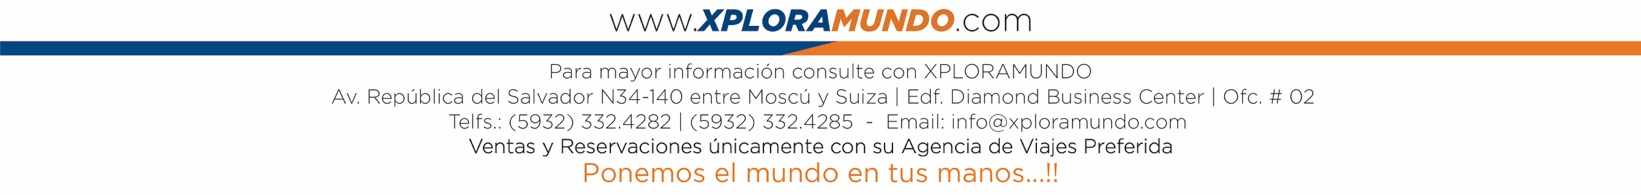 www.XPLORAMUNDO.com
Para mayor información consulte con XPLORAMUNDO
Av. República del Salvador N34-140 entre Moscú y Suiza | Edf. Diamond Business Center | Ofc. # 02
Telfs.: (5932) 332.4282 | (5932) 332.4285 - Email: info@xploramundo.com
Ventas y Reservaciones únicamente con su Agencia de Viajes Preferida
Ponemos el mundo en tus manos...!!